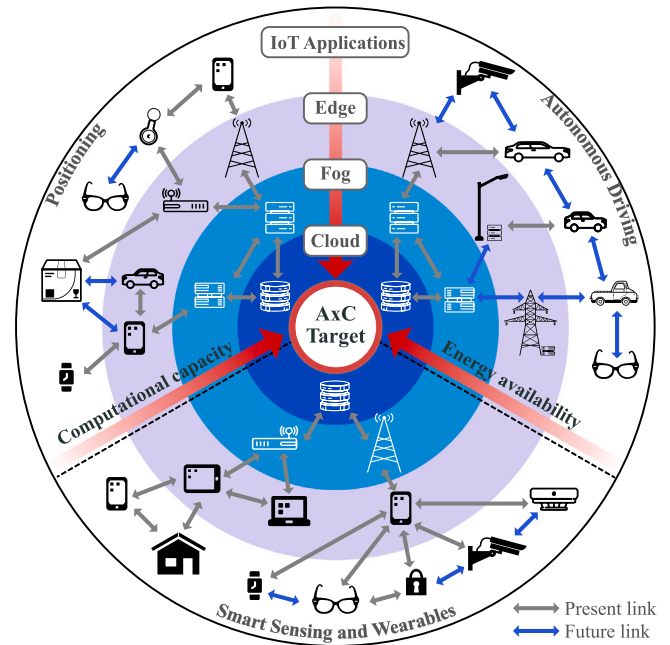 IoT Applications
Edge
Fog
Cloud
AxC
Target
Positioning
Autonomous Driving
Computational capacity
Energy availability
Smart Sensing and Wearables
Present link
Future link